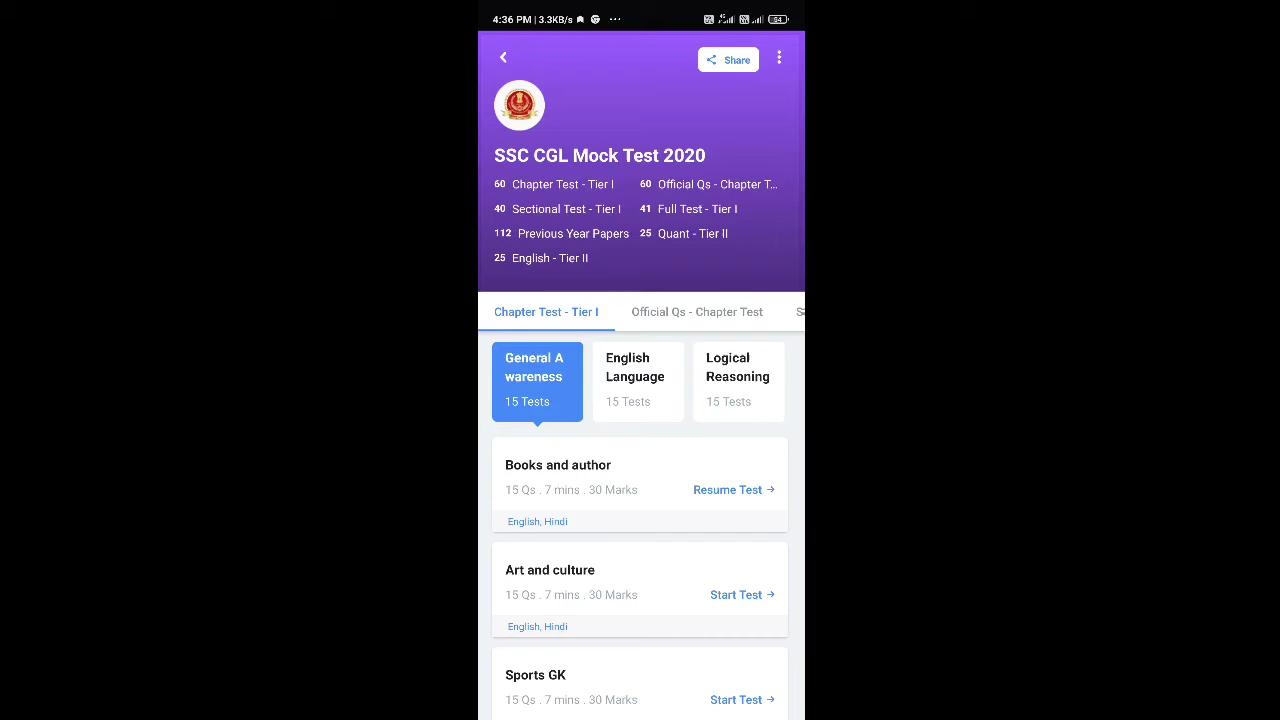 4:36 PM | 3.3KB/s ... 64
Share
SSC CGL Mock Test 2020
60 Chapter Test - Tier I 60 Official Qs - Chapter T...
40 Sectional Test - Tier I 41 Full Test - Tier I
112 Previous Year Papers 25 Quant - Tier II
25 English - Tier II
Chapter Test - Tier I Official Qs - Chapter Test
General A
wareness
15 Tests
English
Language
15 Tests
Logical
Reasoning
15 Tests
Books and author
15 Qs . 7 mins . 30 Marks Resume Test →
English, Hindi
Art and culture
15 Qs . 7 mins . 30 Marks Start Test →
English, Hindi
Sports GK
15 Qs . 7 mins . 30 Marks Start Test →